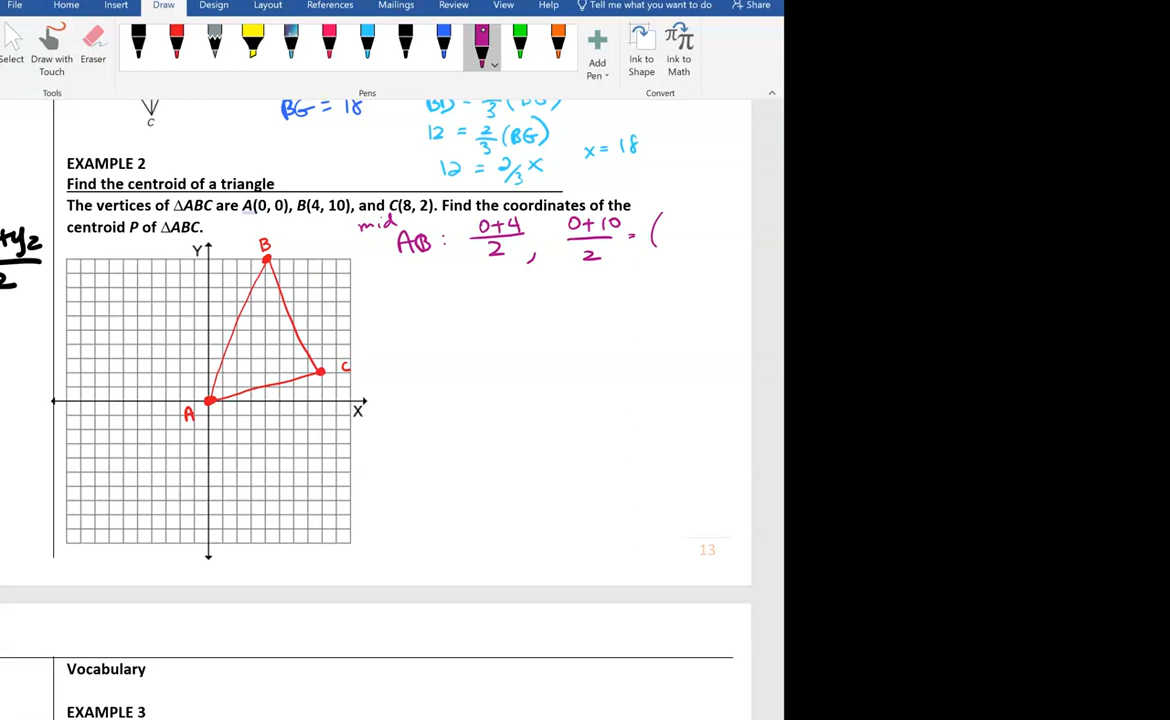 File Home Insert Draw Design Layout References Mailings Review View Help Tell me what you want to do Share
Select Draw with Touch Eraser
Add Pen
Ink to Shape Ink to Math
Tools Pens Convert
C
BG = 18
12 = 2/3 (BG)
x = 18
12 = 2/3 x
EXAMPLE 2
Find the centroid of a triangle
The vertices of ΔABC are A(0, 0), B(4, 10), and C(8, 2). Find the coordinates of the
centroid P of ΔABC.
mid AB: 0+4/2 , 0+10/2 = (
+y2
2
Y
B
C
A
X
13
Vocabulary
EXAMPLE 3